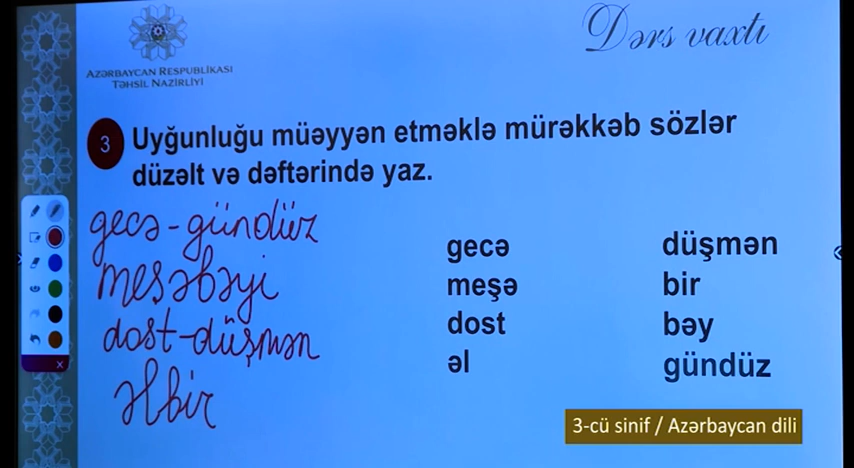 Dərs vaxtı
AZƏRBAYCAN RESPUBLİKASI
TƏHSİL NAZİRLİYİ
3 Uyğunluğu müəyyən etməklə mürəkkəb sözlər
düzəlt və dəftərində yaz.
gecə-gündüz
meşəbəyi
dost-düşmən
əlbir
gecə düşmən
meşə bir
dost bəy
əl gündüz
3-cü sinif / Azərbaycan dili